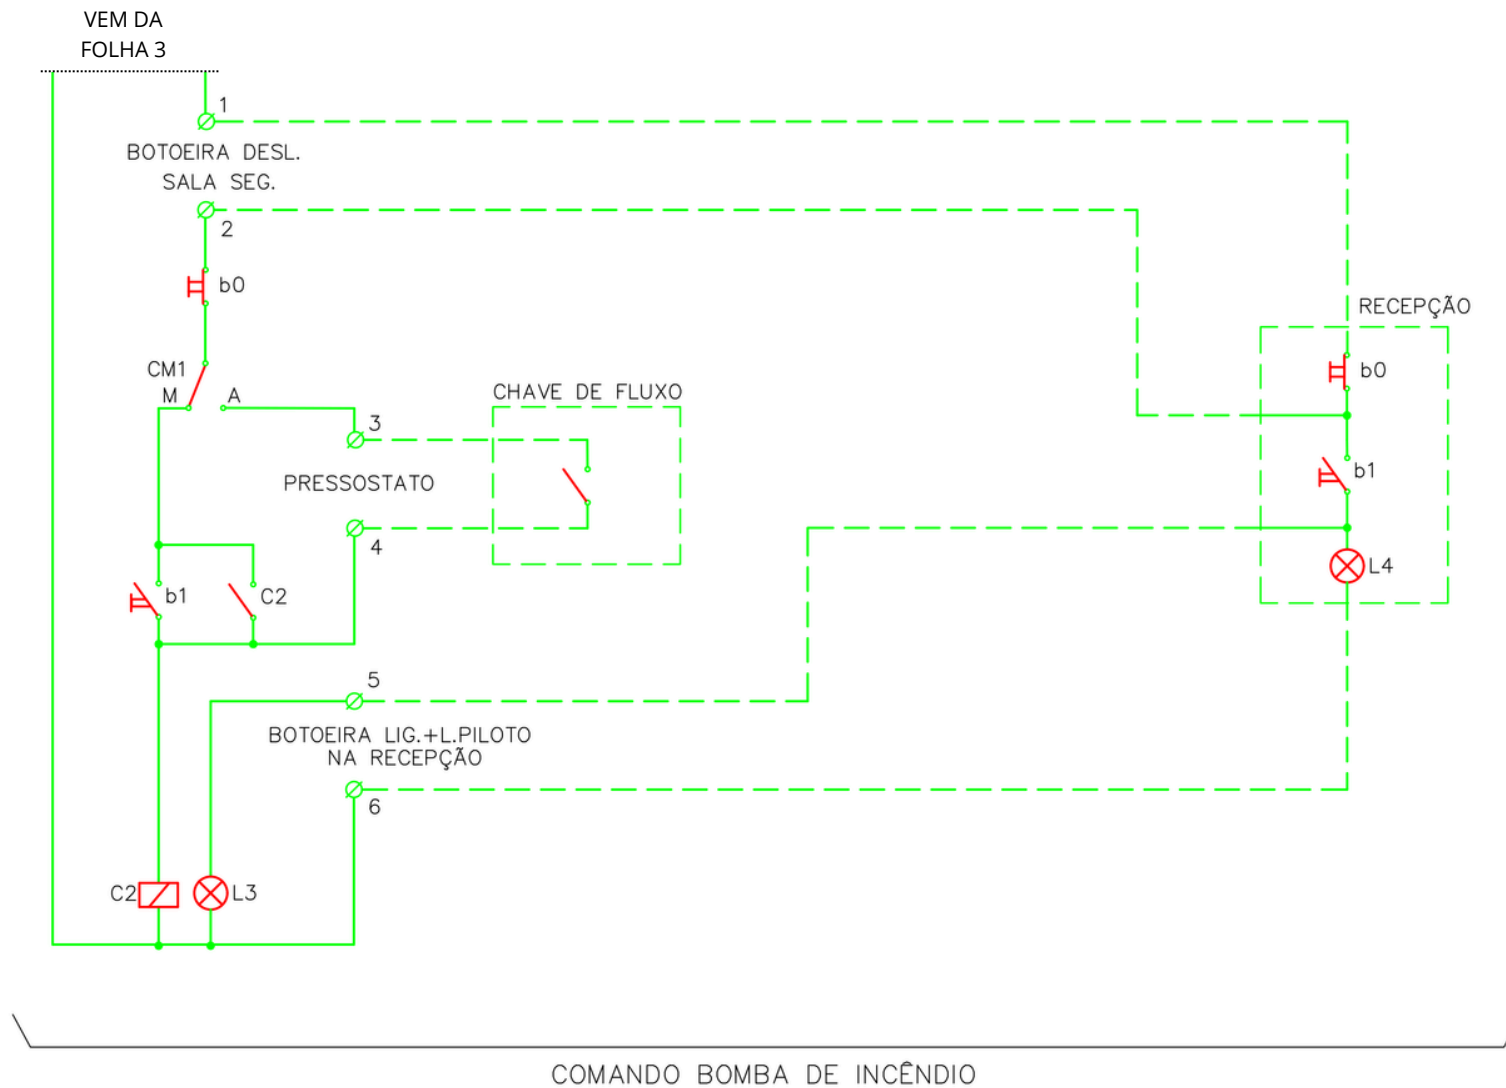 VEM DA
FOLHA 3
1
BOTOEIRA DESL.
SALA SEG.
2
b0
CM1
M
A
3
CHAVE DE FLUXO
PRESSOSTATO
4
b1
C2
5
BOTOEIRA LIG.+L.PILOTO
NA RECEPÇÃO
6
C2
L3
RECEPÇÃO
b0
b1
L4
COMANDO BOMBA DE INCÊNDIO